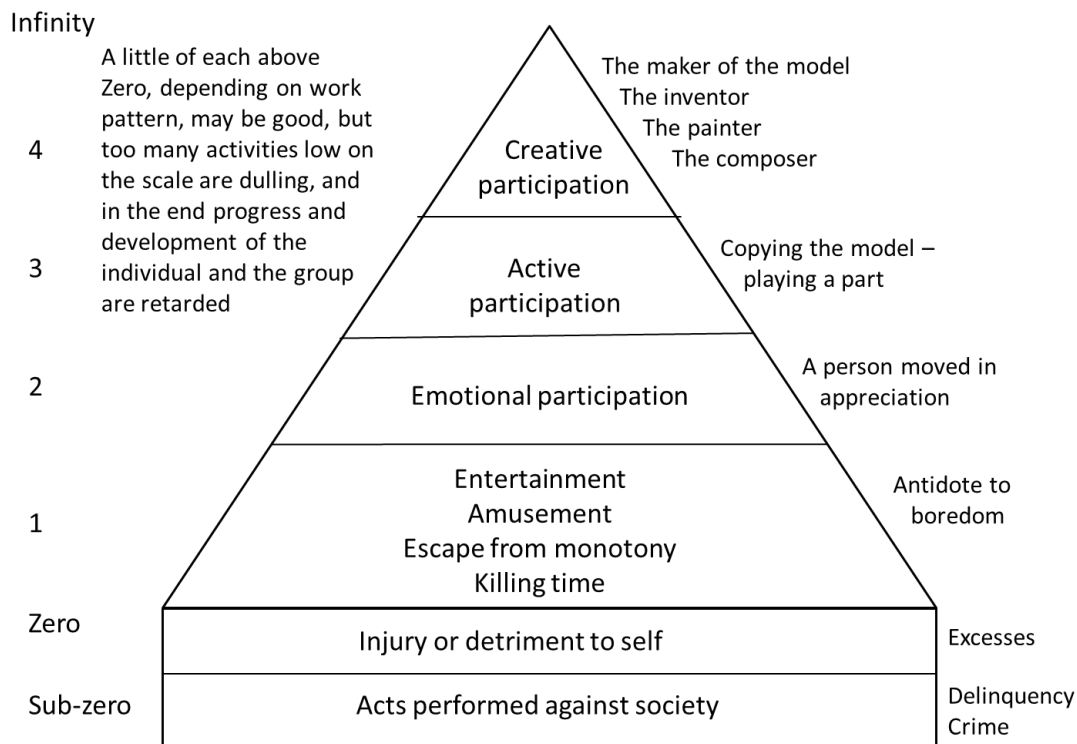 Infinity
A little of each above
Zero, depending on work
pattern, may be good, but
too many activities low on
the scale are dulling, and
in the end progress and
development of the
individual and the group
are retarded
The maker of the model
The inventor
The painter
The composer
4
Creative
participation
3
Active
participation
Copying the model –
playing a part
2
Emotional participation
A person moved in
appreciation
1
Entertainment
Amusement
Escape from monotony
Killing time
Antidote to
boredom
Zero
Injury or detriment to self
Excesses
Sub-zero
Acts performed against society
Delinquency
Crime